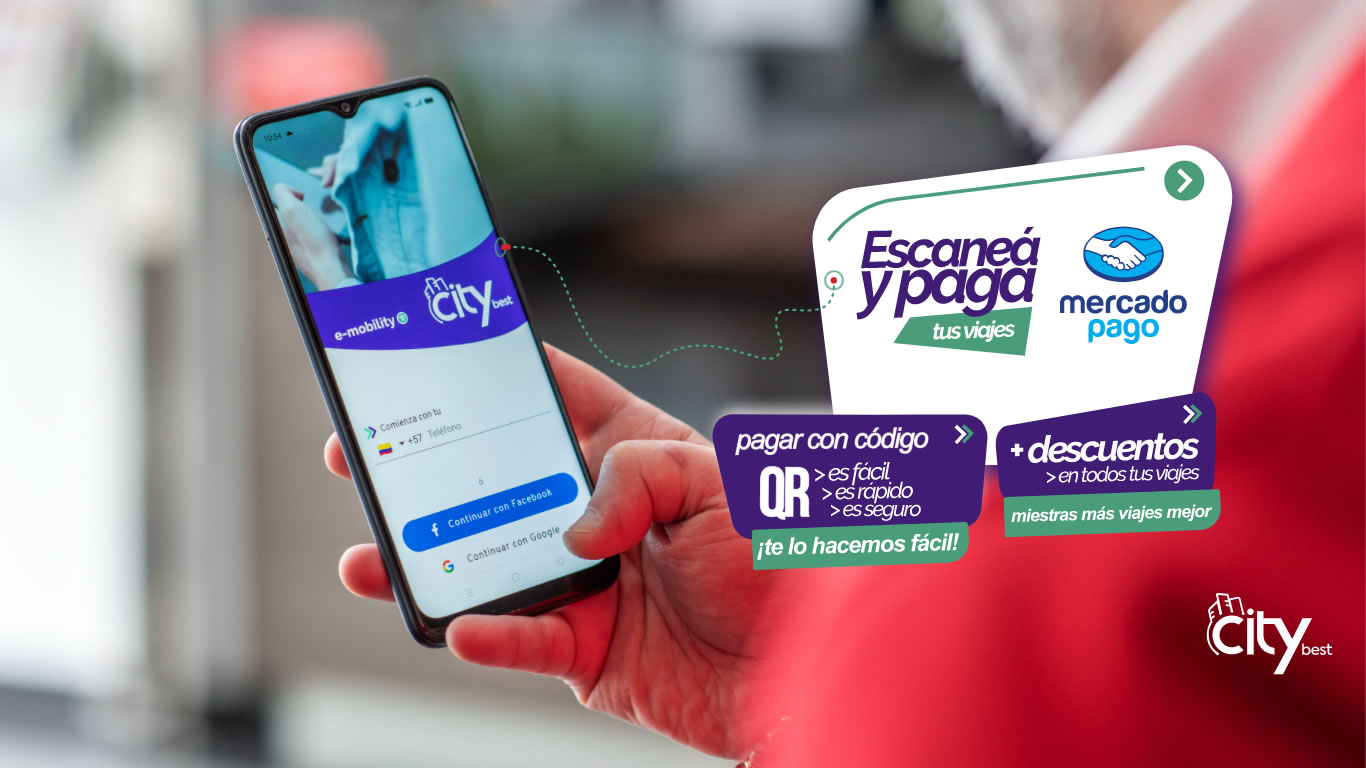 10:54
e-mobility
city best
Comienza con tu
+57 Teléfono
ó
Continuar con Facebook
Continuar con Google
Escaneá
y paga
tus viajes
mercado
pago
pagar con código
QR
> es fácil
> es rápido
> es seguro
¡te lo hacemos fácil!
+ descuentos
> en todos tus viajes
miestras más viajes mejor
city best